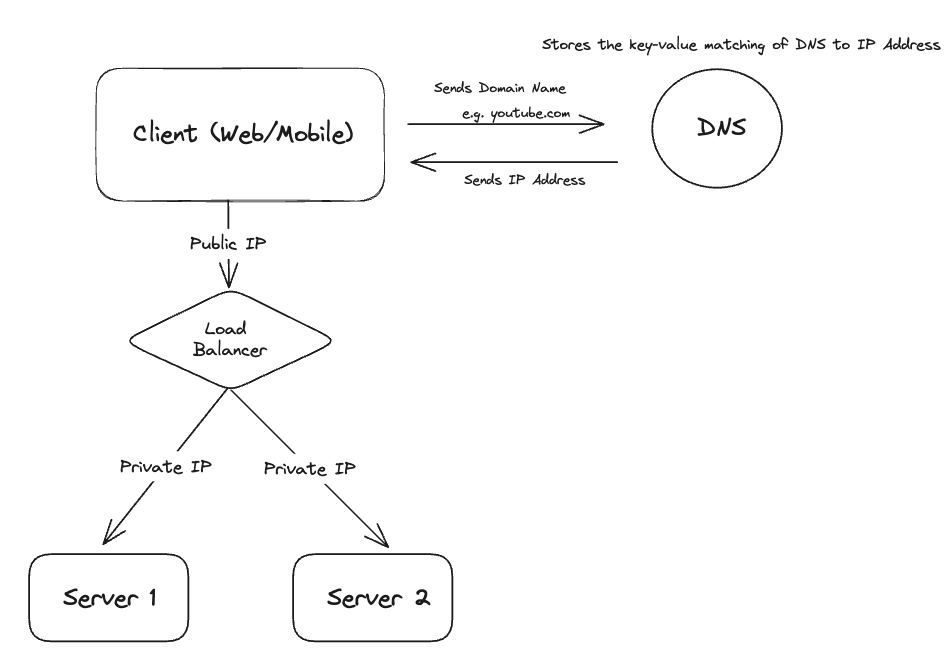 Stores the key-value matching of DNS to IP Address
Sends Domain Name
e.g. youtube.com
Client (Web/Mobile)
DNS
Sends IP Address
Public IP
Load
Balancer
Private IP
Private IP
Server 1
Server 2